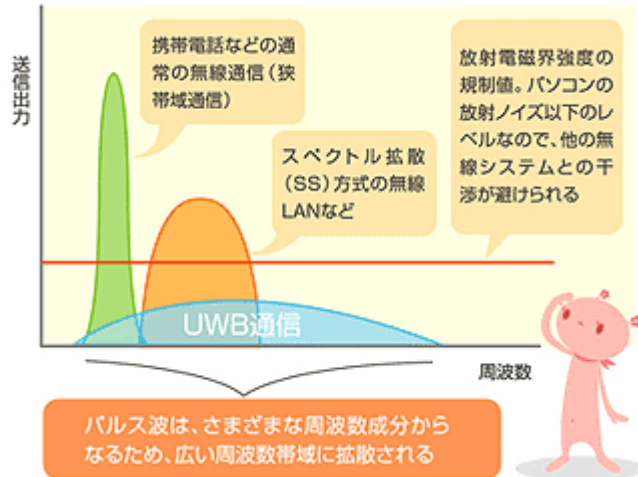 送信出力
携帯電話などの通
常の無線通信（狭
帯域通信）
スペクトル拡散
（SS）方式の無線
LANなど
放射電磁界強度の
規制値。パソコンの
放射ノイズ以下のレ
ベルなので、他の無
線システムとの干
渉が避けられる
UWB通信
周波数
パルス波は、さまざまな周波数成分から
なるため、広い周波数帯域に拡散される